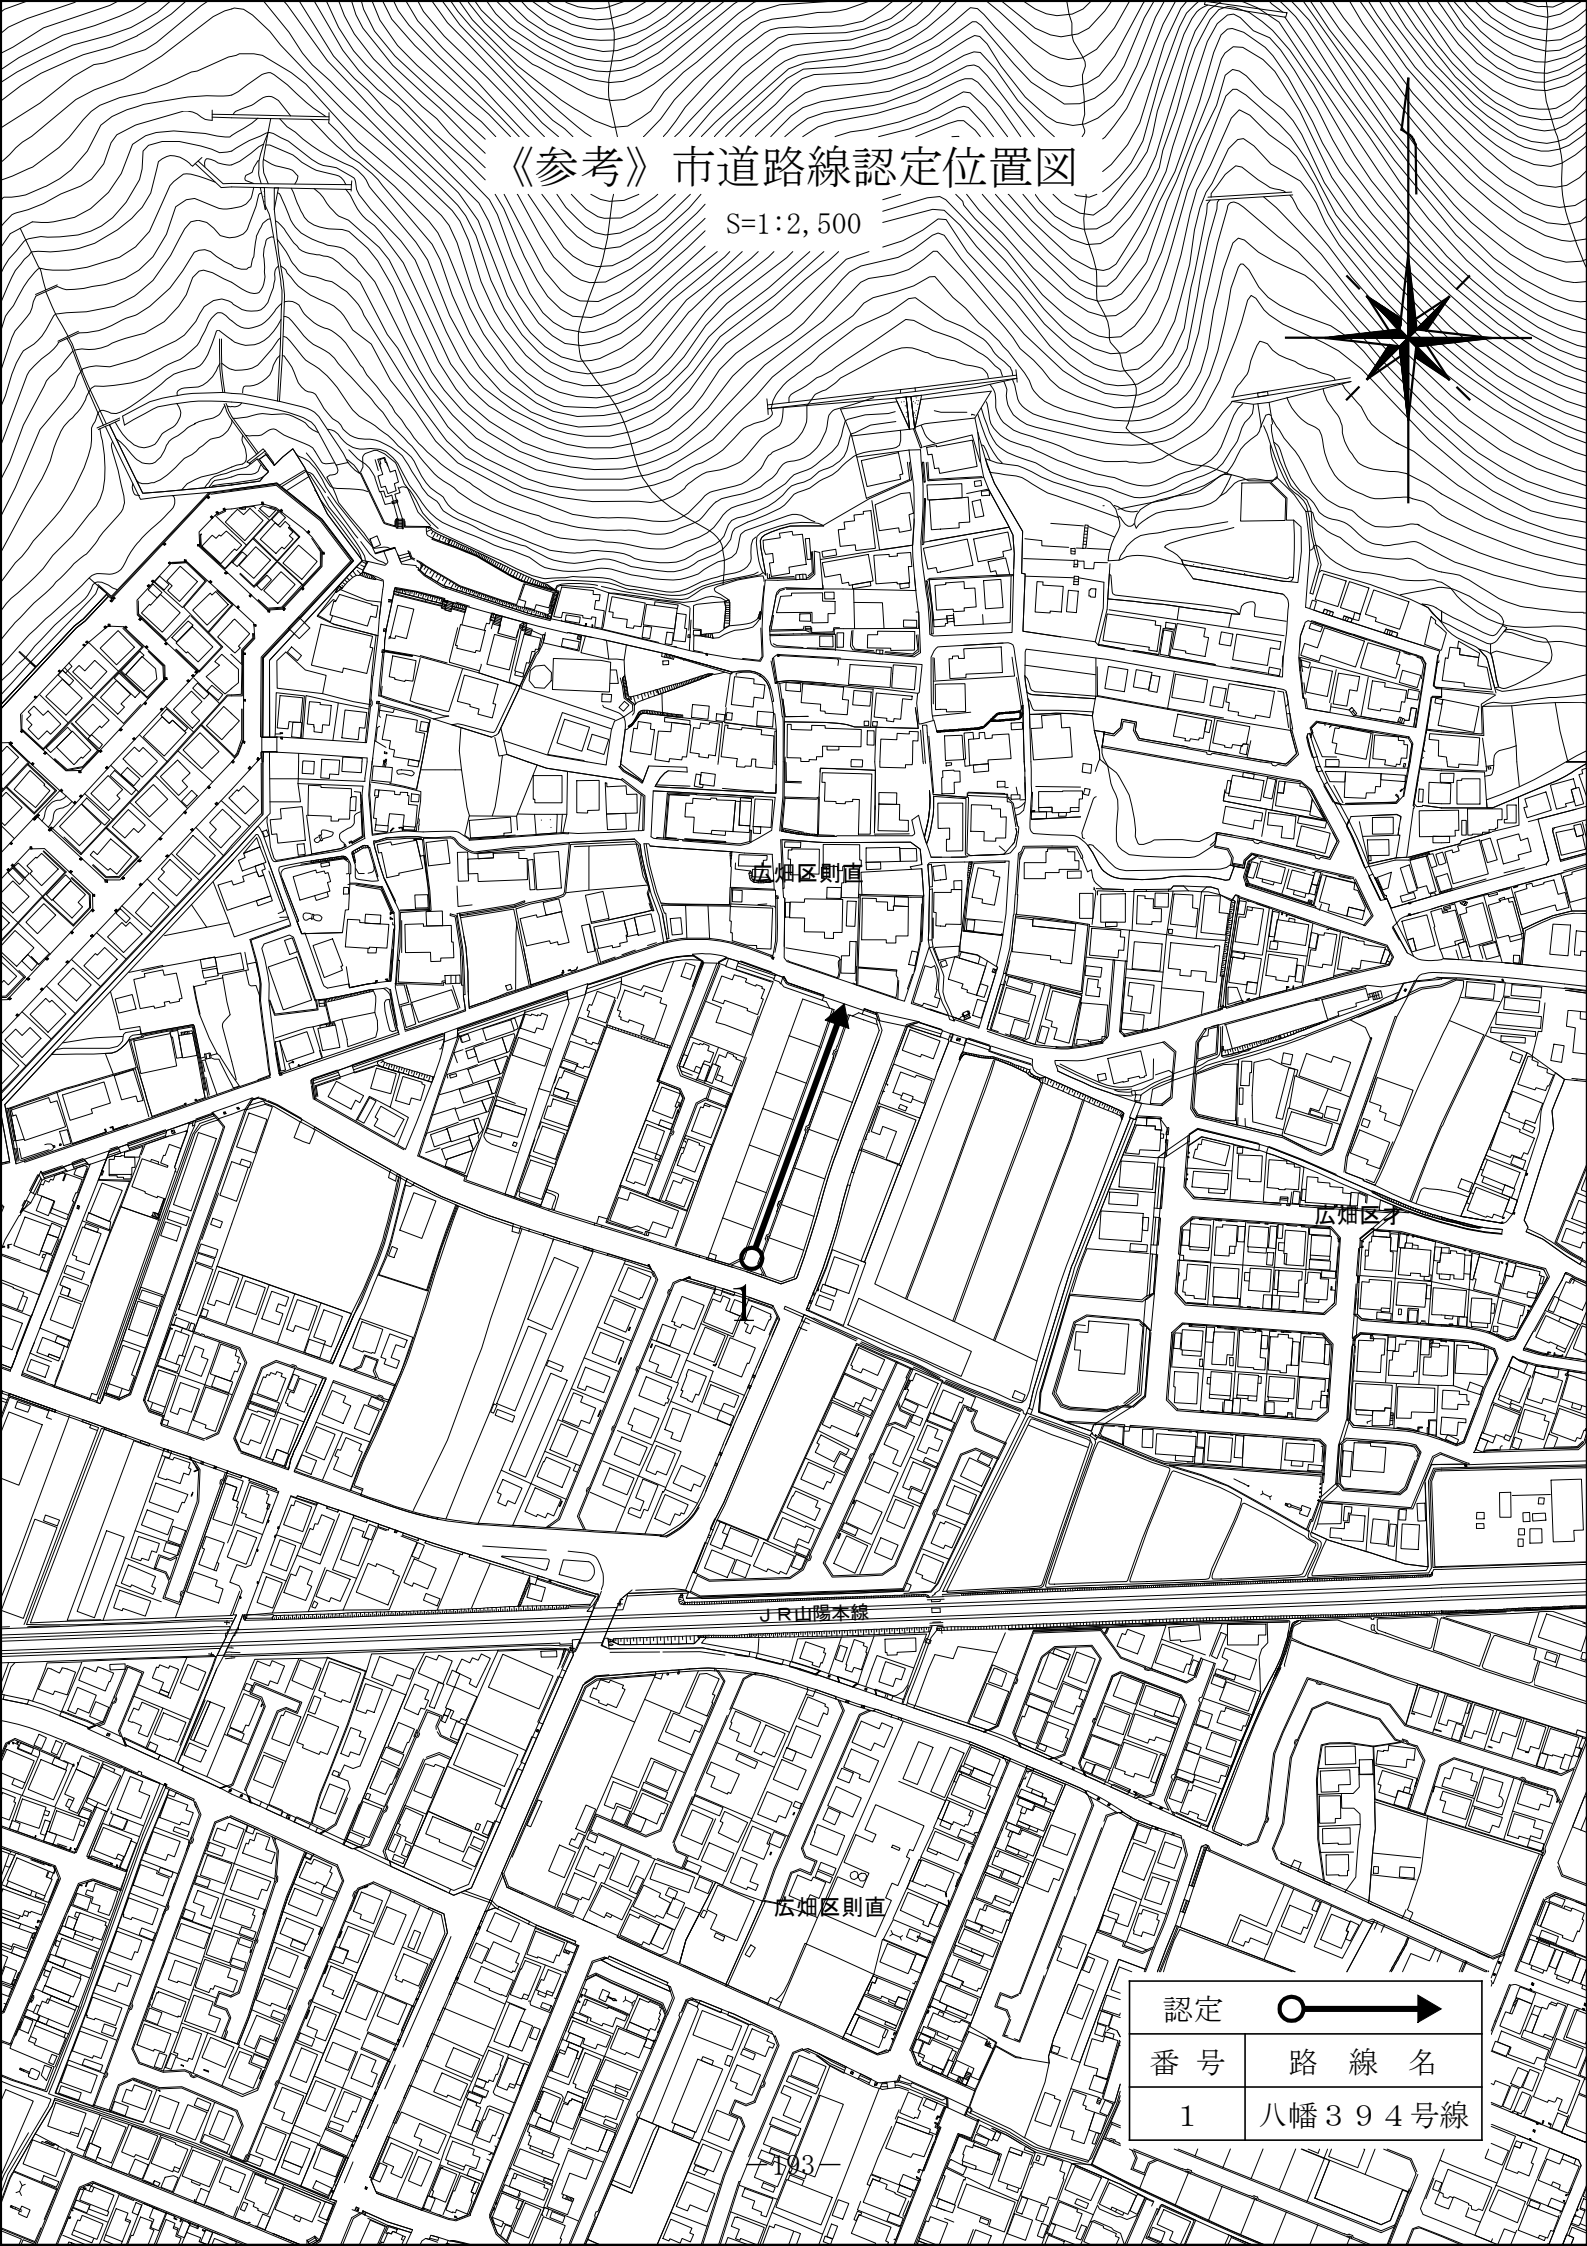 《参考》市道路線認定位置図
S=1:2,500
広畑区則直
広畑区才
1
ＪＲ山陽本線
広畑区則直
認定
番 号 路 線 名
1 八幡３９４号線
－193－